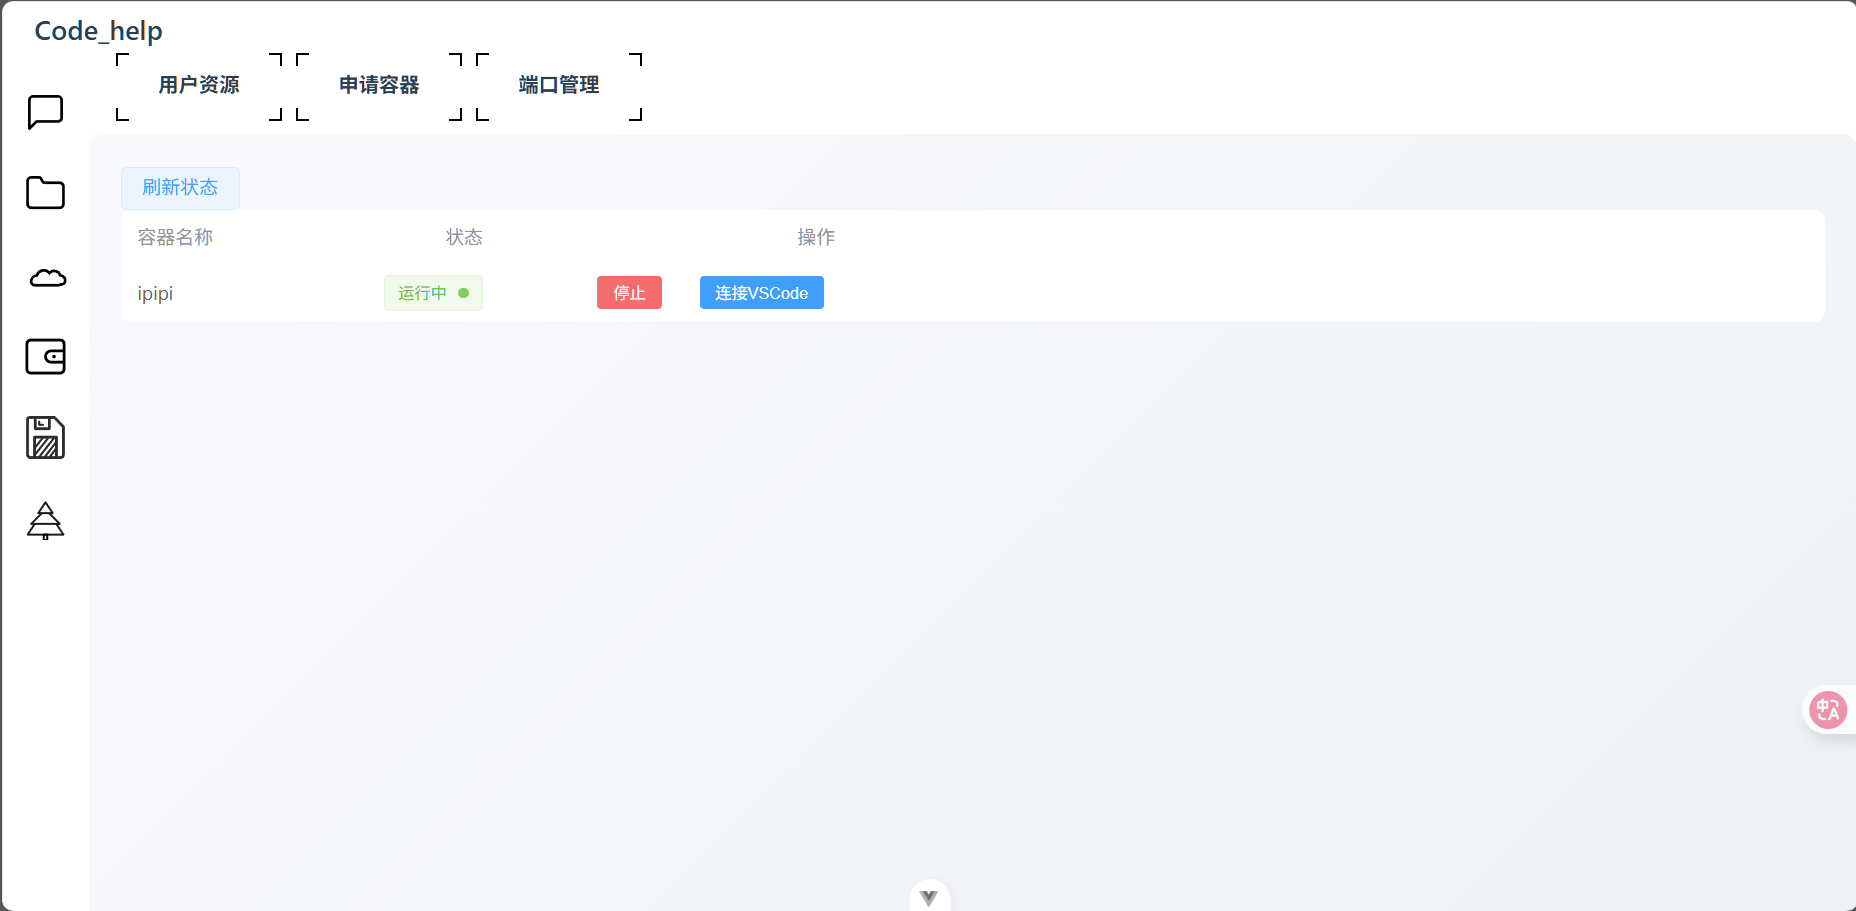 Code_help
用户资源 申请容器 端口管理
刷新状态
容器名称 状态 操作
ipipi 运行中 停止 连接VSCode
中A